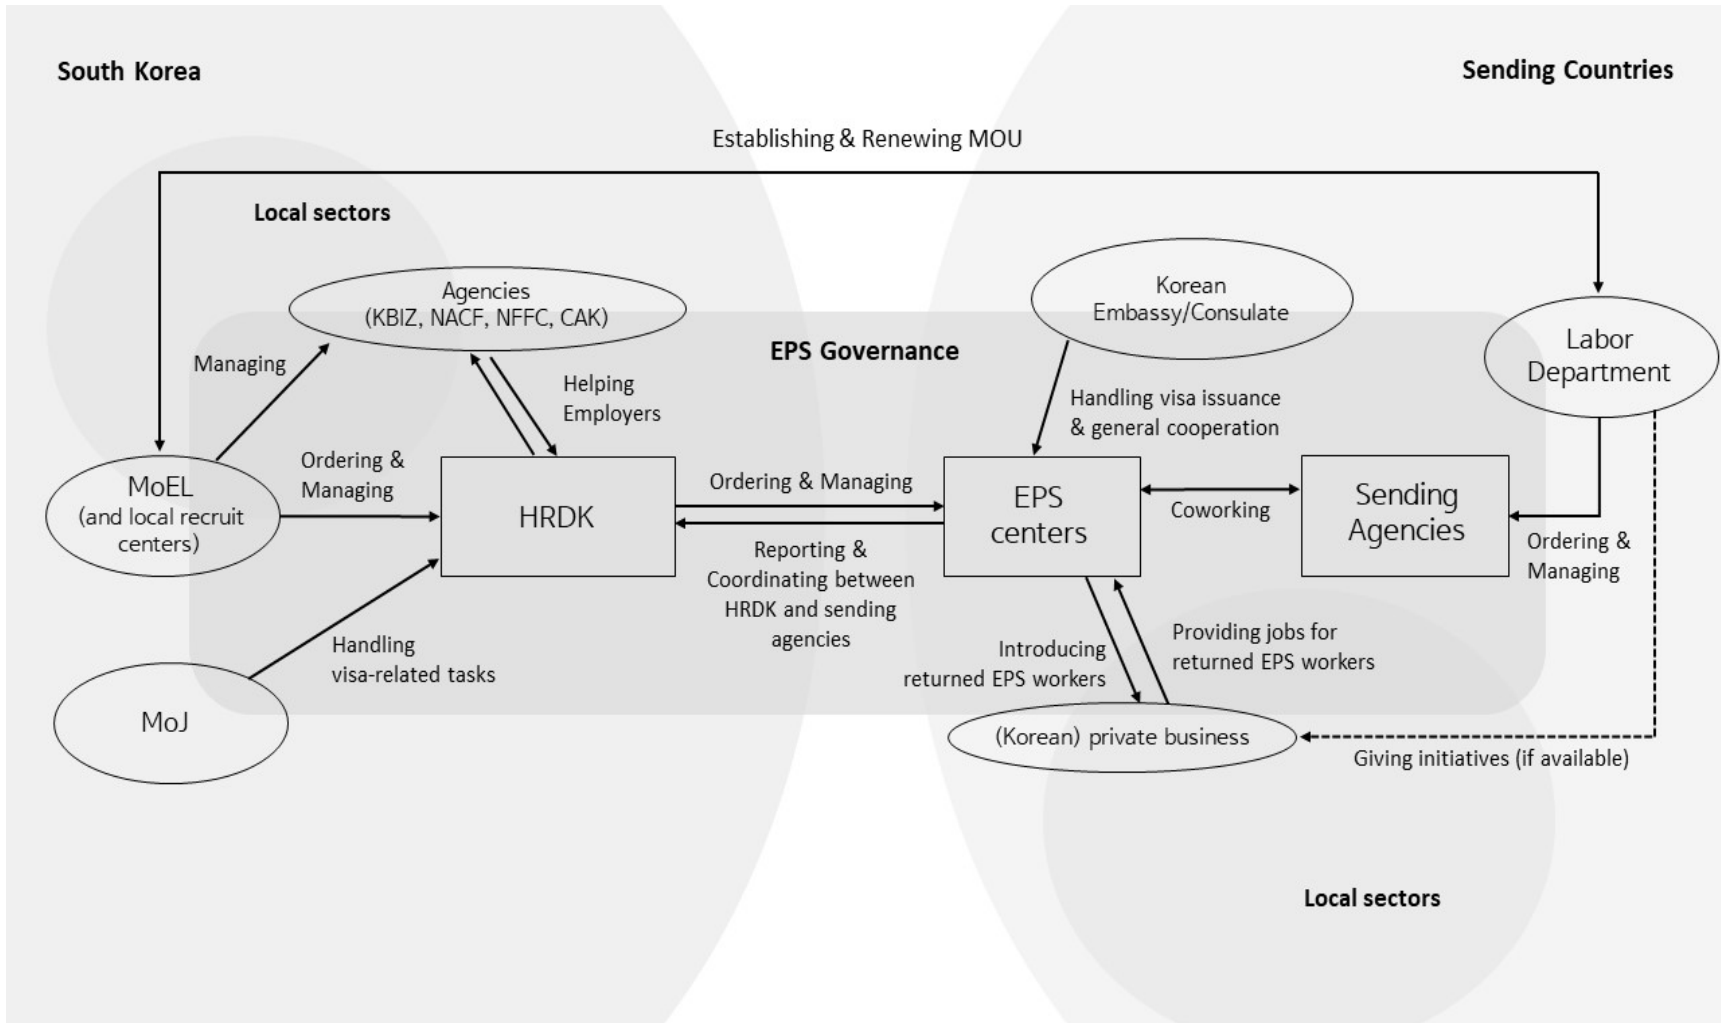 South Korea
Sending Countries
Establishing & Renewing MOU
Local sectors
Agencies
(KBIZ, NACF, NFFC, CAK)
Korean
Embassy/Consulate
Labor
Department
EPS Governance
Managing
Helping
Employers
Handling visa issuance
& general cooperation
MoEL
(and local recruit
centers)
Ordering &
Managing
HRDK
Ordering & Managing
Reporting &
Coordinating between
HRDK and sending
agencies
EPS
centers
Coworking
Sending
Agencies
Ordering &
Managing
Handling
visa-related tasks
MoJ
Introducing
returned EPS workers
Providing jobs for
returned EPS workers
(Korean) private business
Giving initiatives (if available)
Local sectors